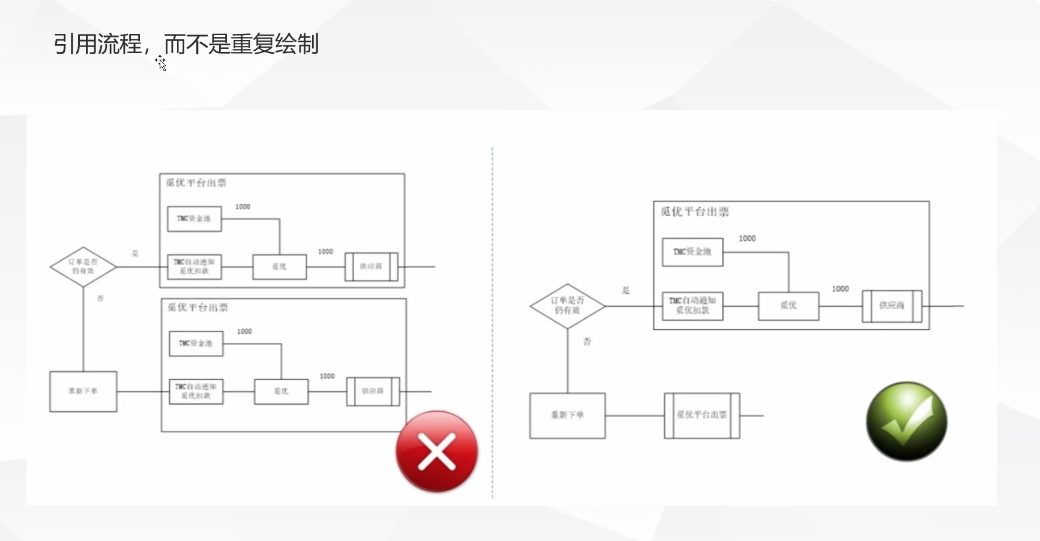 引用流程，而不是重复绘制
觅优平台出票
TMC资金池
1000
订单是否
仍有效
是
TMC自动通知
觅优扣款
觅优
1000
供应商
否
觅优平台出票
TMC资金池
1000
重新下单
TMC自动通知
觅优扣款
觅优
1000
供应商
觅优平台出票
TMC资金池
1000
订单是否
仍有效
是
TMC自动通知
觅优扣款
觅优
1000
供应商
否
重新下单
觅优平台出票